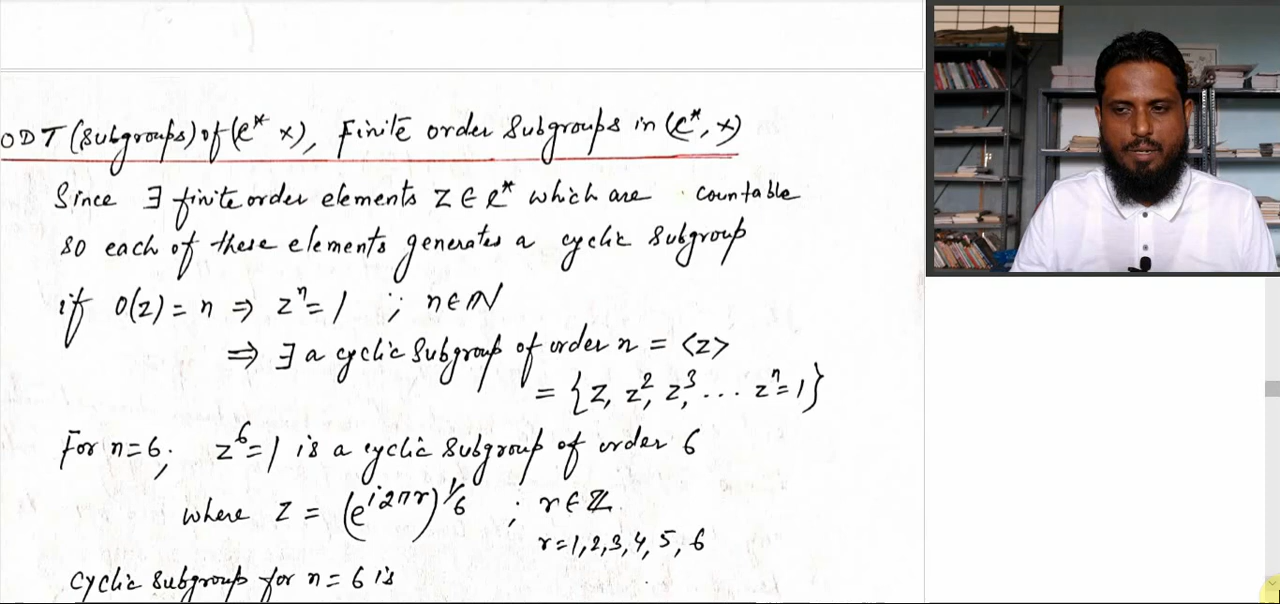 ODT (Subgroups) of (C* ×), Finite order Subgroups in (C*, ×)
Since ∃ finite order elements Z ∈ C* which are countable
so each of these elements generates a cyclic subgroup
if O(z) = n ⇒ zⁿ = 1 ; n ∈ N
⇒ ∃ a cyclic Subgroup of order n = <z>
= {z, z², z³, ... zⁿ=1}
For n=6; z⁶=1 is a cyclic subgroup of order 6
where z = (e^{i2πr})^{1/6} ; r ∈ Z
r=1,2,3,4,5,6
Cyclic Subgroup for n=6 is